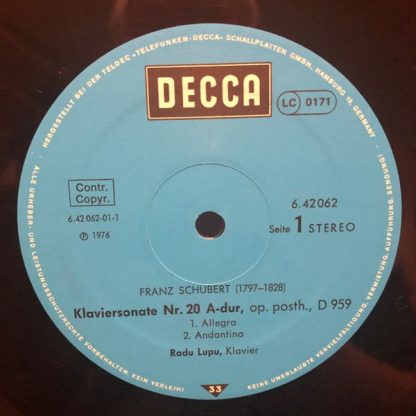 HERGESTELLT BEI DER TELDEC »TELEFUNKEN-DECCA« SCHALLPLATTEN GMBH, HAMBURG 19, GERMANY
DECCA
LC 0171
Contr.
Copyr.
6.42 062-01-1
Ⓟ 1976
6.42062
Seite 1 STEREO
FRANZ SCHUBERT (1797–1828)
Klaviersonate Nr. 20 A-dur, op. posth., D 959
1. Allegro
2. Andantino
Radu Lupu, Klavier
33
ALLE URHEBER- UND LEISTUNGSSCHUTZRECHTE VORBEHALTEN. KEIN VERLEIH!
KEINE UNERLAUBTE VERVIELFÄLTIGUNG, VERMIETUNG, AUFFÜHRUNG, SENDUNG!